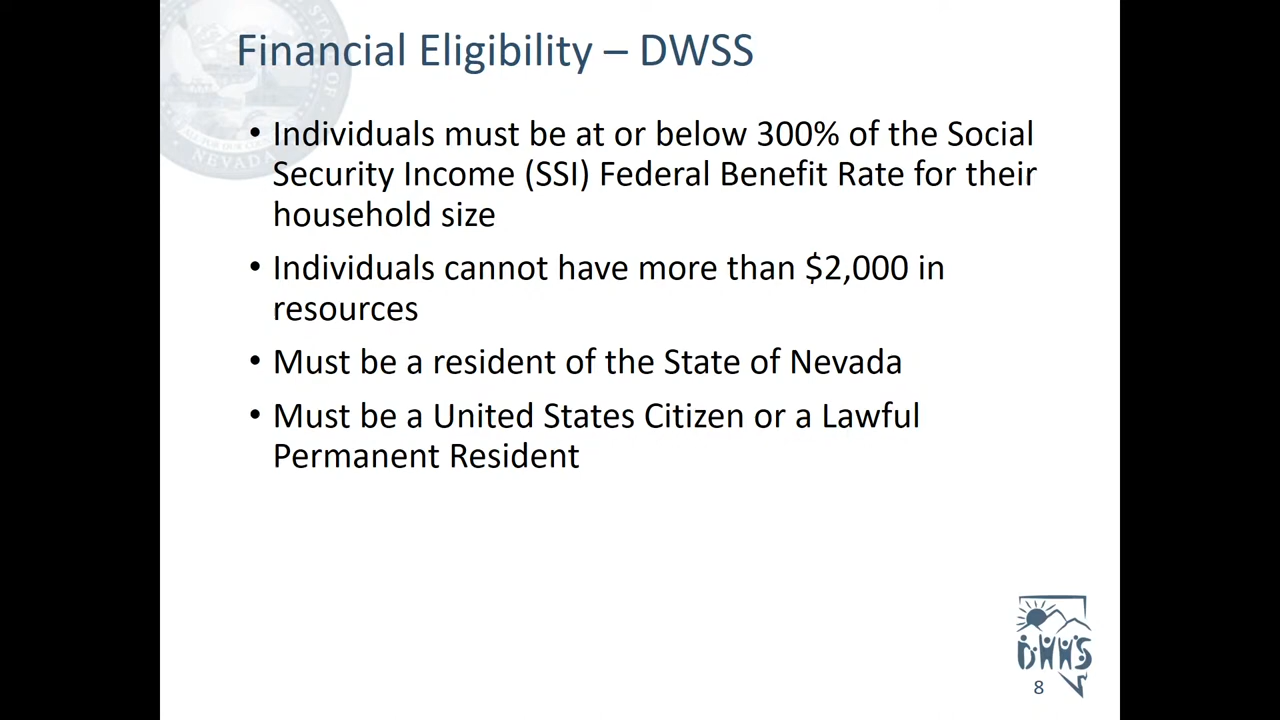 Financial Eligibility – DWSS
• Individuals must be at or below 300% of the Social
Security Income (SSI) Federal Benefit Rate for their
household size
• Individuals cannot have more than $2,000 in
resources
• Must be a resident of the State of Nevada
• Must be a United States Citizen or a Lawful
Permanent Resident
NEVADA
DHHS
8